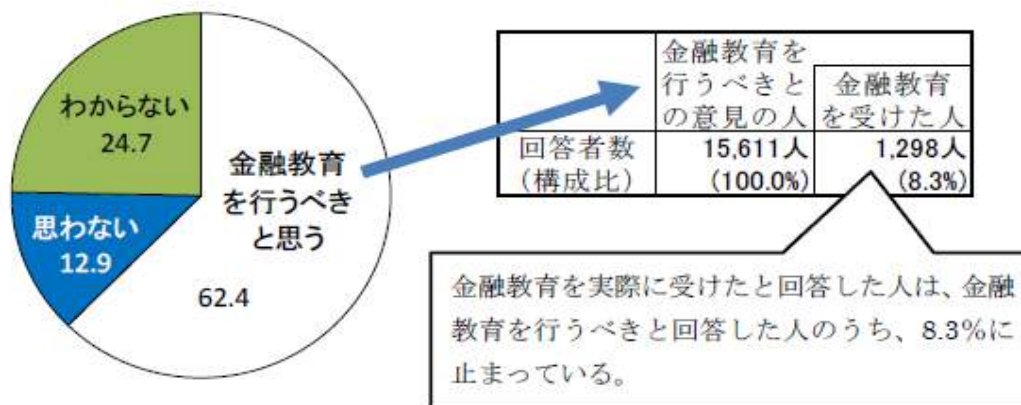 わからない
24.7
思わない
12.9
金融教育
を行うべき
と思う
62.4
金融教育を
行うべきと
の意見の人
金融教育
を受けた人
回答者数
15,611人
1,298人
(構成比)
(100.0%)
(8.3%)
金融教育を実際に受けたと回答した人は、金融
教育を行うべきと回答した人のうち、8.3%に
止まっている。